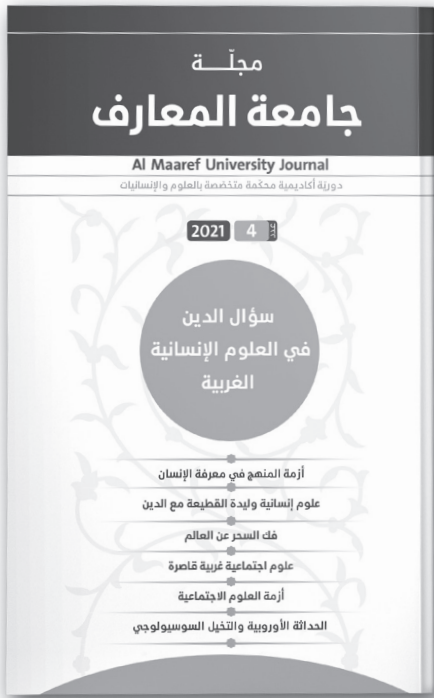 مجلّـــة
جامعة المعارف
Al Maaref University Journal
دوريّة أكاديمية محكّمة متخصّصة بالعلوم والإنسانيات
عدد 4 2021
سؤال الدين
في العلوم الإنسانية
الغربية
أزمة المنهج في معرفة الإنسان
علوم إنسانية وليدة القطيعة مع الدين
فك السحر عن العالم
علوم اجتماعية غربية قاصرة
أزمة العلوم الاجتماعية
الحداثة الأوروبية والتخيل السوسيولوجي